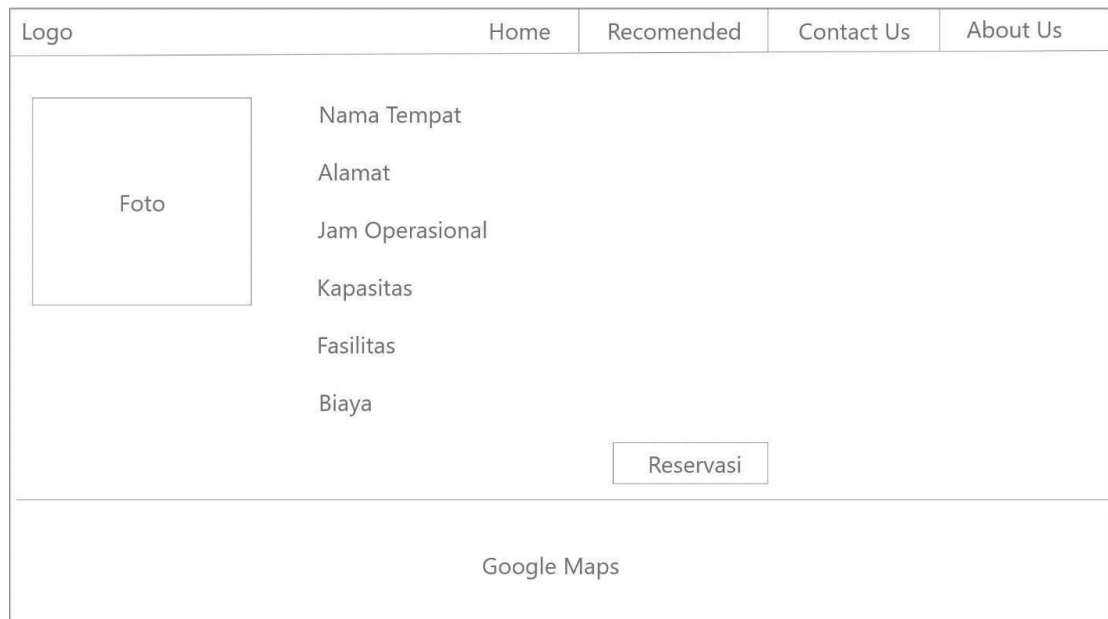 Logo Home Recomended Contact Us About Us
Nama Tempat
Alamat
Foto
Jam Operasional
Kapasitas
Fasilitas
Biaya
Reservasi
Google Maps